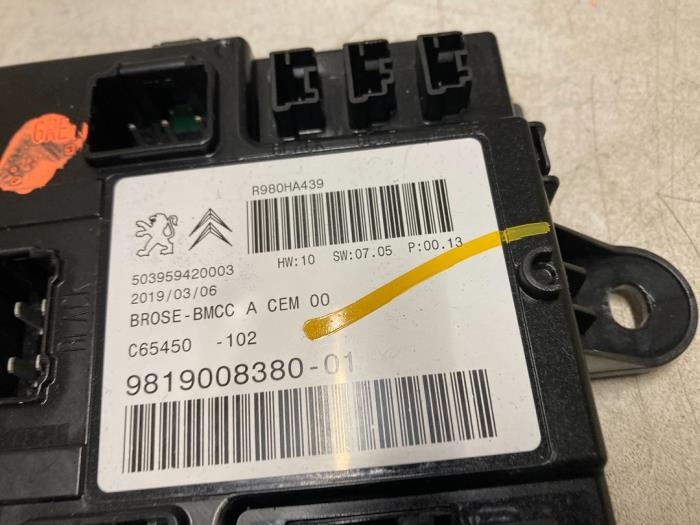 GRE
R980HA439
HW:10 SW:07.05 P:00.13
503959420003
2019/03/06
BROSE-BMCC A CEM 00
C65450 -102
9819008380-01